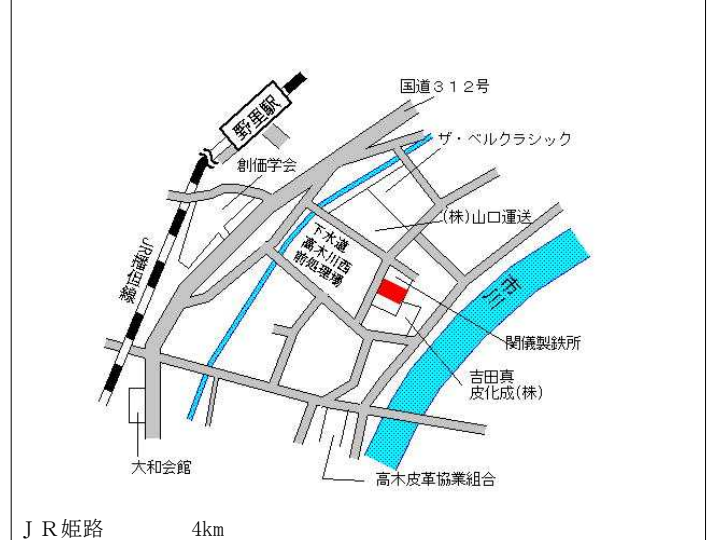 国道３１２号
野里駅
ザ・ベルクラシック
創価学会
(株)山口運送
下水道
高木川西
前処理場
JR播但線
市川
関儀製鉄所
吉田真
皮化成(株)
大和会館
高木皮革協業組合
ＪＲ姫路 4km